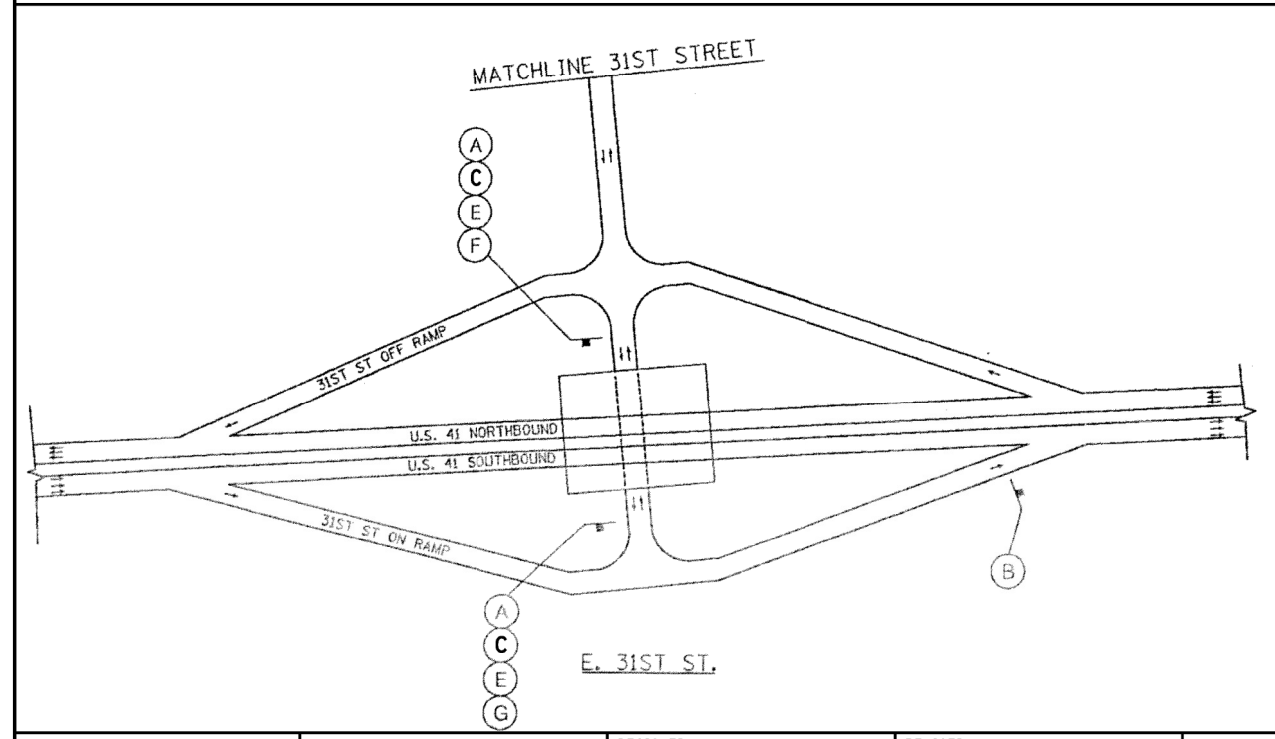 MATCHLINE 31ST STREET
A
C
E
F
31ST ST OFF RAMP
U.S. 41 NORTHBOUND
U.S. 41 SOUTHBOUND
31ST ST ON RAMP
B
A
C
E
G
E. 31ST ST.